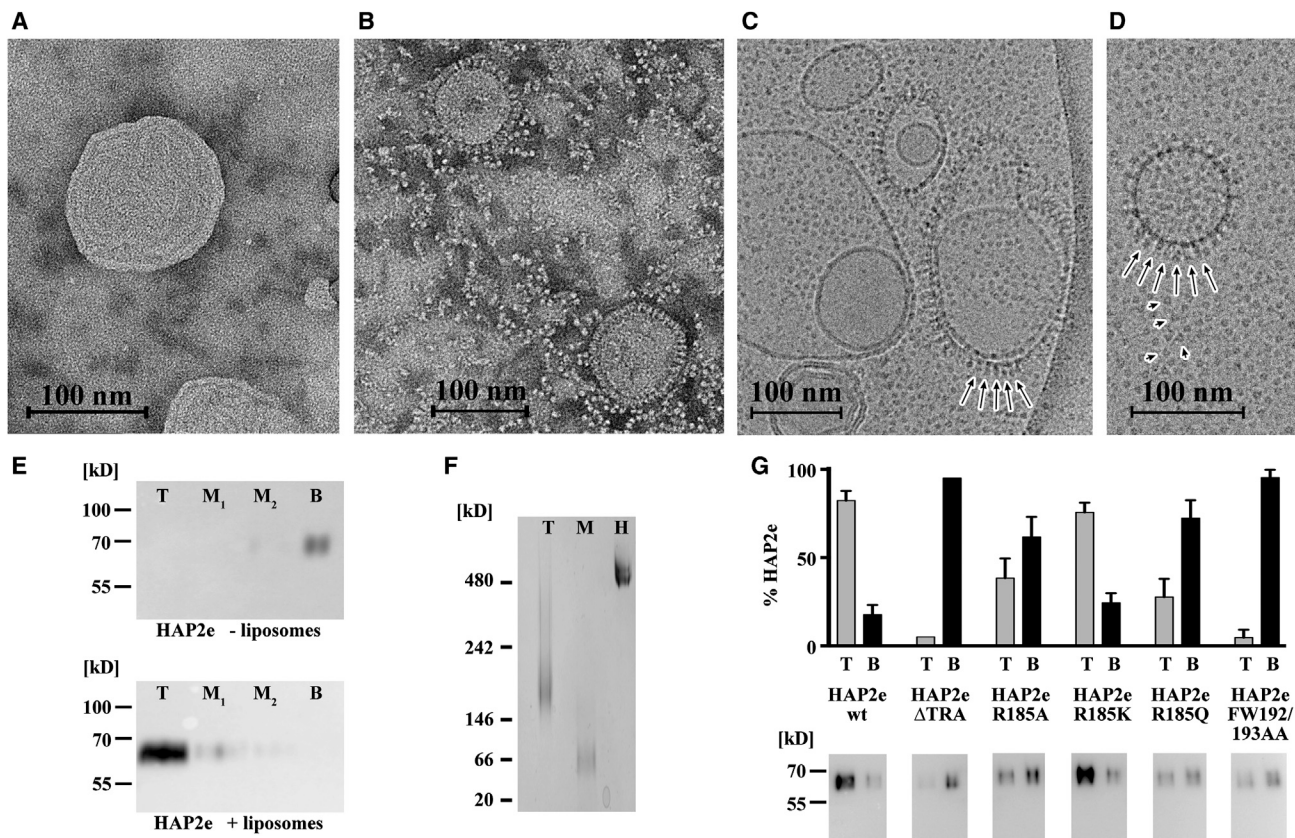 A
B
C
D
100 nm
100 nm
100 nm
100 nm
E
[kD]
T M₁ M₂ B
100
70
55
HAP2e - liposomes
[kD]
T M₁ M₂ B
100
70
55
HAP2e + liposomes
F
[kD]
T M H
480
242
146
66
20
G
% HAP2e
100
50
0
T B T B T B T B T B T B
HAP2e HAP2e HAP2e HAP2e HAP2e HAP2e
wt ΔTRA R185A R185K R185Q FW192/
193AA
[kD]
70
55